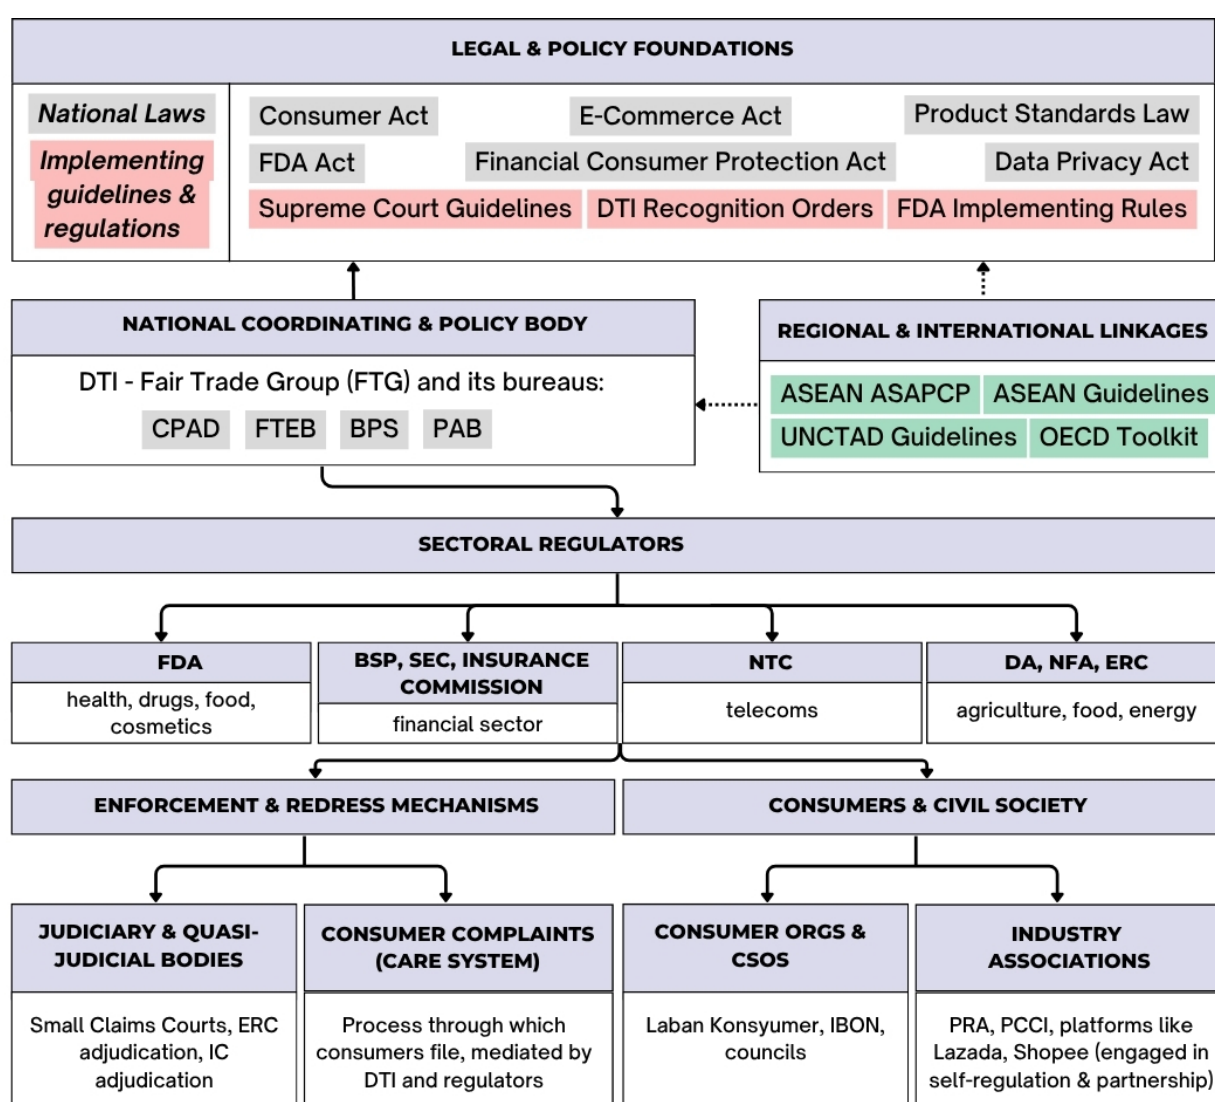 LEGAL & POLICY FOUNDATIONS
National Laws
Implementing
guidelines &
regulations
Consumer Act E-Commerce Act Product Standards Law
FDA Act Financial Consumer Protection Act Data Privacy Act
Supreme Court Guidelines DTI Recognition Orders FDA Implementing Rules
NATIONAL COORDINATING & POLICY BODY
DTI - Fair Trade Group (FTG) and its bureaus:
CPAD FTEB BPS PAB
REGIONAL & INTERNATIONAL LINKAGES
ASEAN ASAPCP ASEAN Guidelines
UNCTAD Guidelines OECD Toolkit
SECTORAL REGULATORS
FDA
health, drugs, food,
cosmetics
BSP, SEC, INSURANCE
COMMISSION
financial sector
NTC
telecoms
DA, NFA, ERC
agriculture, food, energy
ENFORCEMENT & REDRESS MECHANISMS
CONSUMERS & CIVIL SOCIETY
JUDICIARY & QUASI-
JUDICIAL BODIES
Small Claims Courts, ERC
adjudication, IC
adjudication
CONSUMER COMPLAINTS
(CARE SYSTEM)
Process through which
consumers file, mediated by
DTI and regulators
CONSUMER ORGS &
CSOS
Laban Konsyumer, IBON,
councils
INDUSTRY
ASSOCIATIONS
PRA, PCCI, platforms like
Lazada, Shopee (engaged in
self-regulation & partnership)